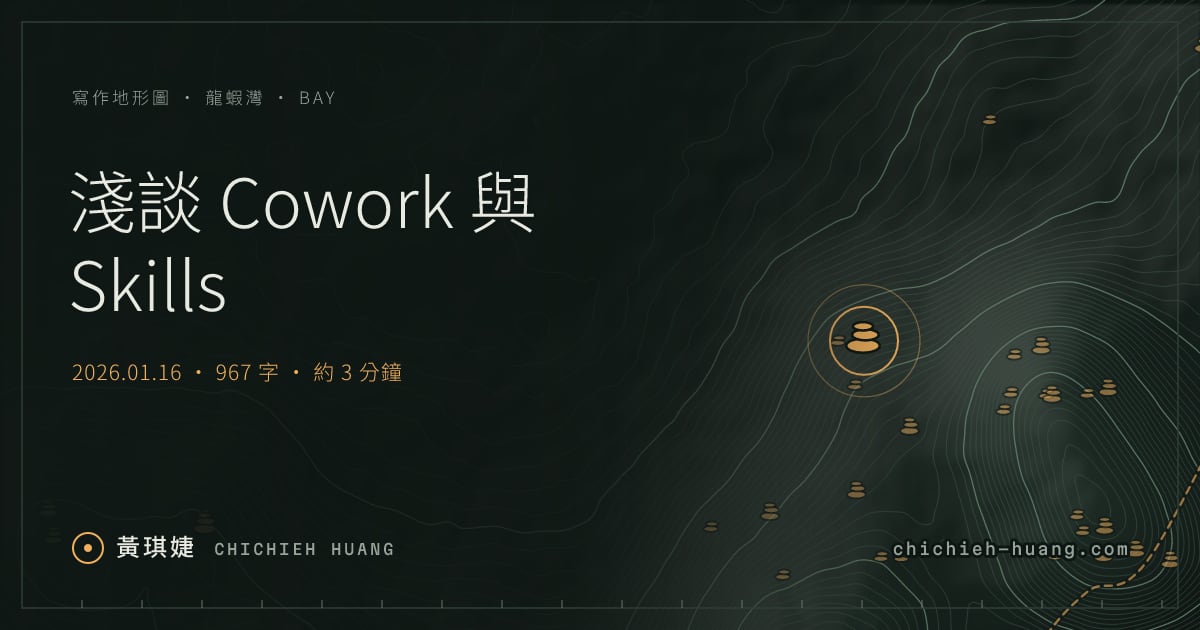 寫作地形圖 · 龍蝦灣 · BAY
淺談 Cowork 與
Skills
2026.01.16 · 967 字 · 約 3 分鐘
黃琪婕 CHICHIEH HUANG
chichieh-huang.com